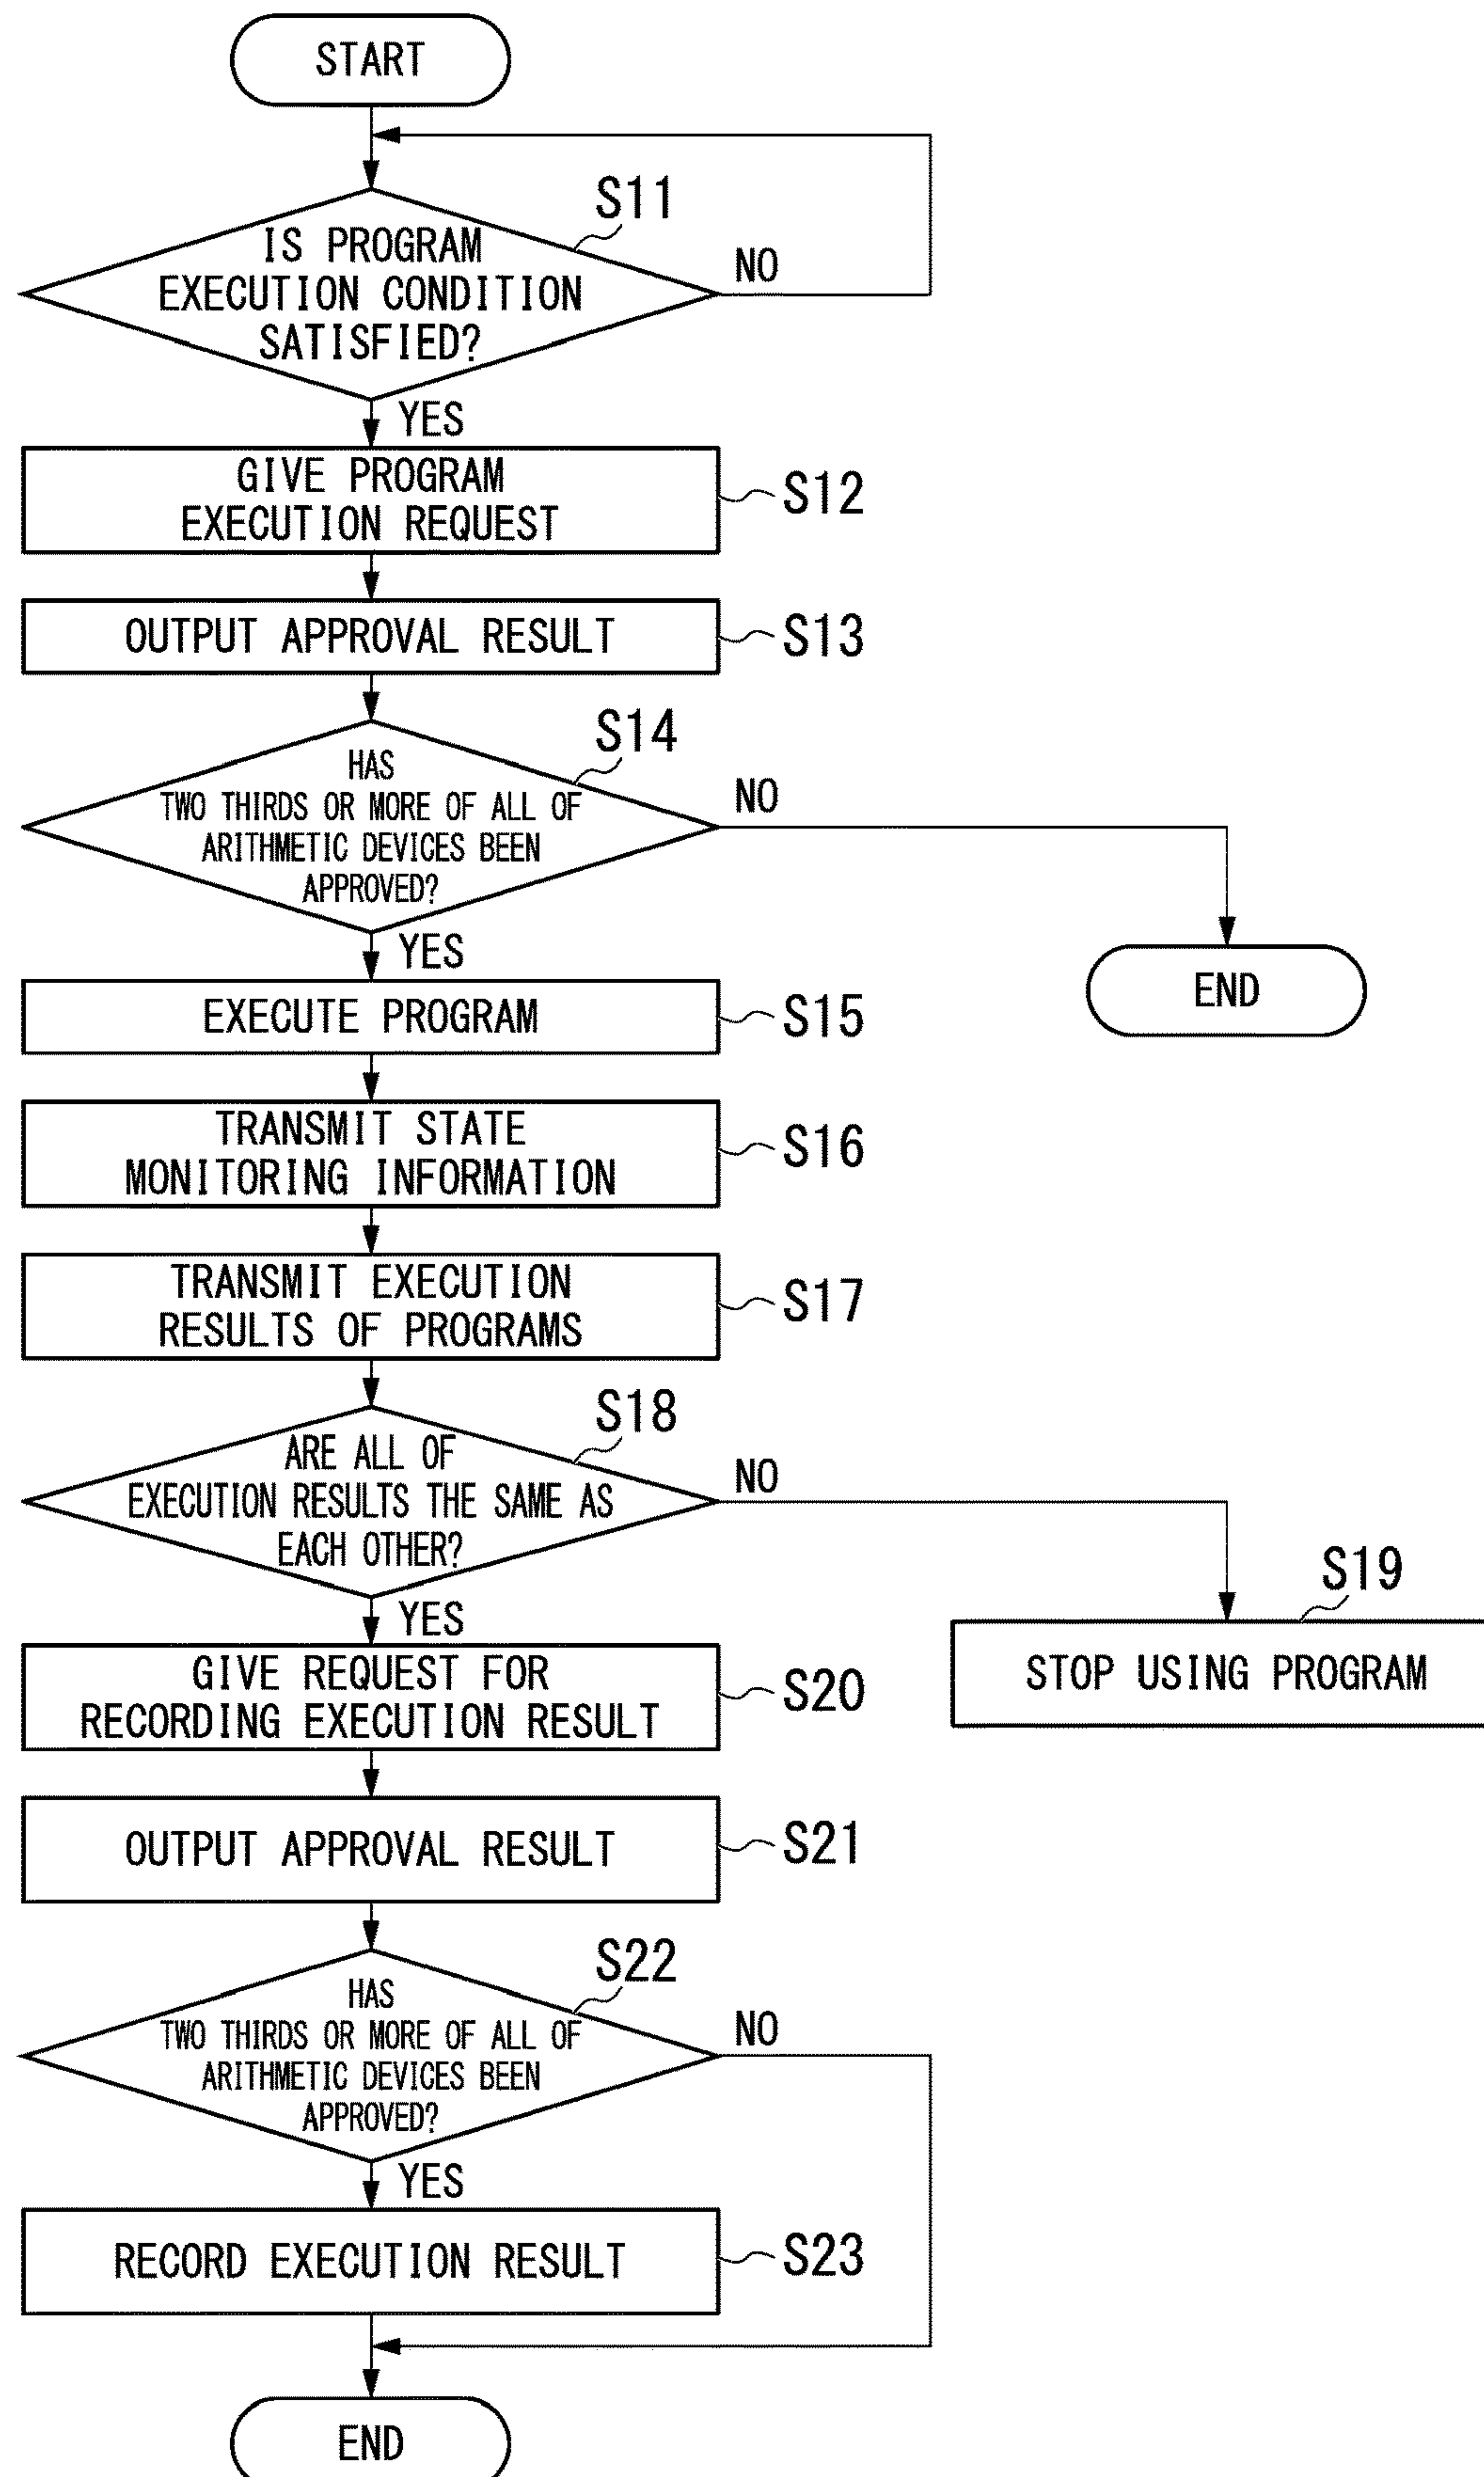 START
S11
IS PROGRAM
EXECUTION CONDITION
SATISFIED?
NO
YES
GIVE PROGRAM
EXECUTION REQUEST
S12
OUTPUT APPROVAL RESULT
S13
S14
HAS
TWO THIRDS OR MORE OF ALL OF
ARITHMETIC DEVICES BEEN
APPROVED?
NO
YES
END
EXECUTE PROGRAM
S15
TRANSMIT STATE
MONITORING INFORMATION
S16
TRANSMIT EXECUTION
RESULTS OF PROGRAMS
S17
S18
ARE ALL OF
EXECUTION RESULTS THE SAME AS
EACH OTHER?
NO
YES
S19
STOP USING PROGRAM
GIVE REQUEST FOR
RECORDING EXECUTION RESULT
S20
OUTPUT APPROVAL RESULT
S21
S22
HAS
TWO THIRDS OR MORE OF ALL OF
ARITHMETIC DEVICES BEEN
APPROVED?
NO
YES
RECORD EXECUTION RESULT
S23
END